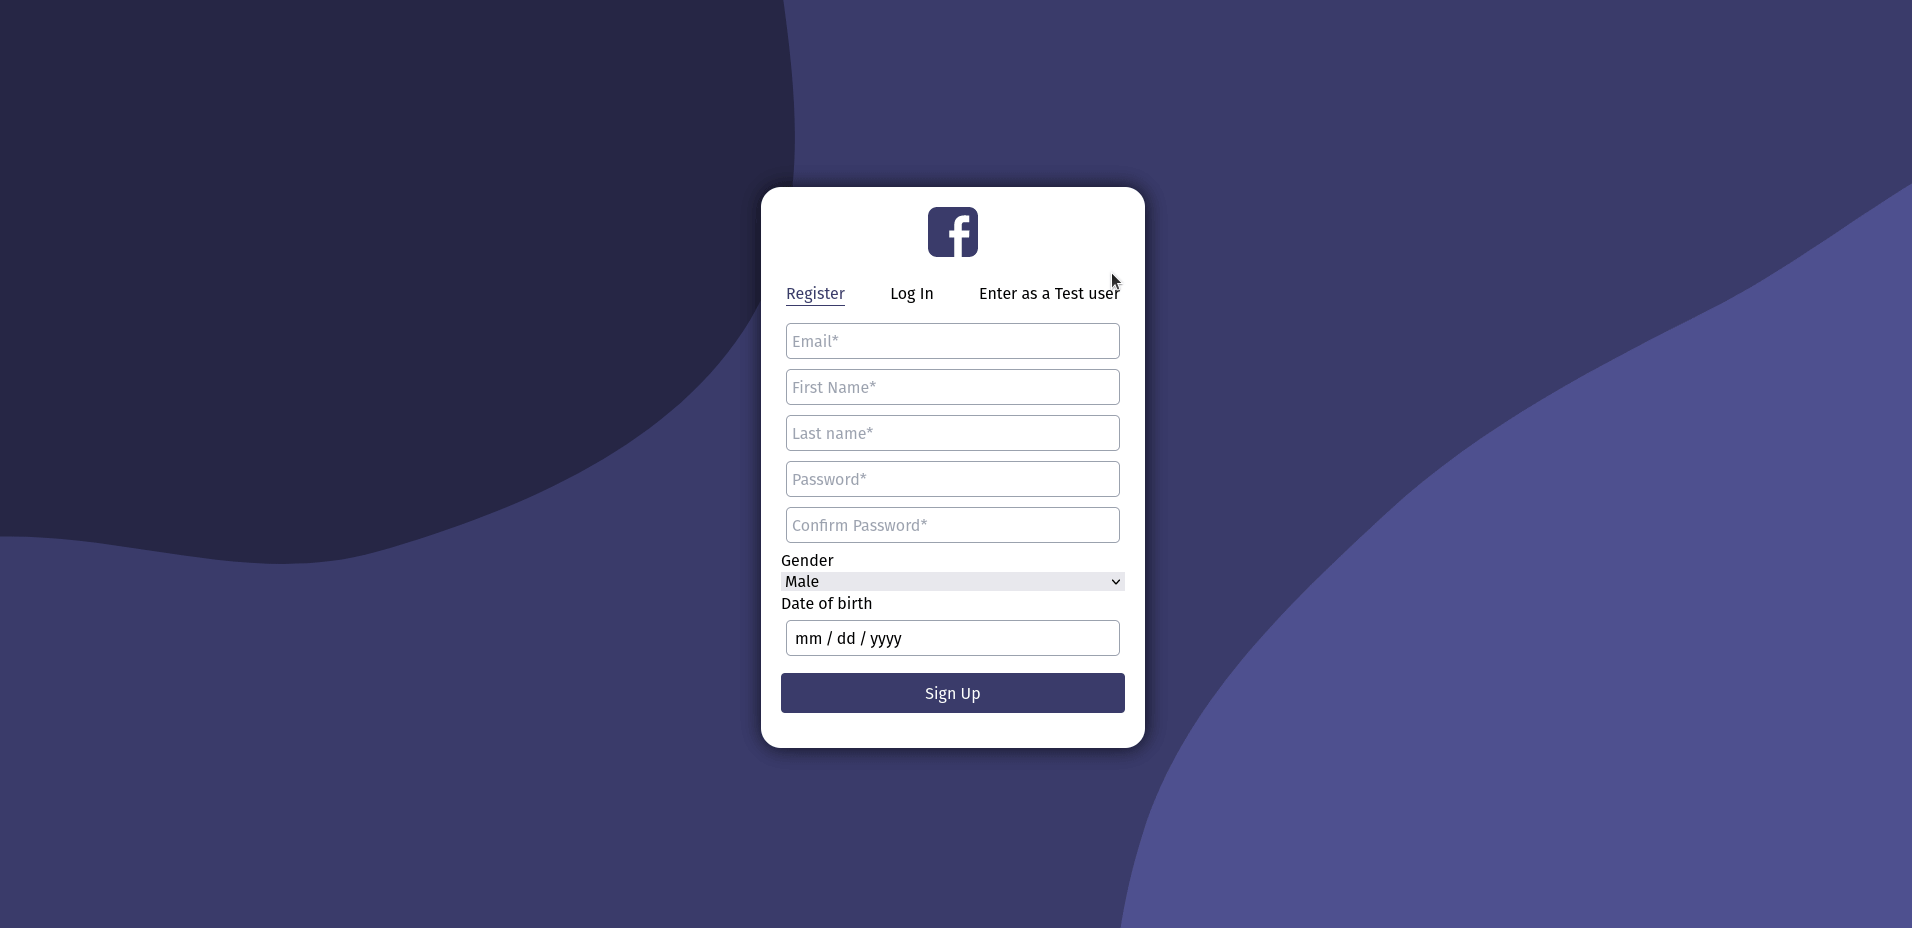 f
Register Log In Enter as a Test user
Email*
First Name*
Last name*
Password*
Confirm Password*
Gender
Male
Date of birth
mm / dd / yyyy
Sign Up